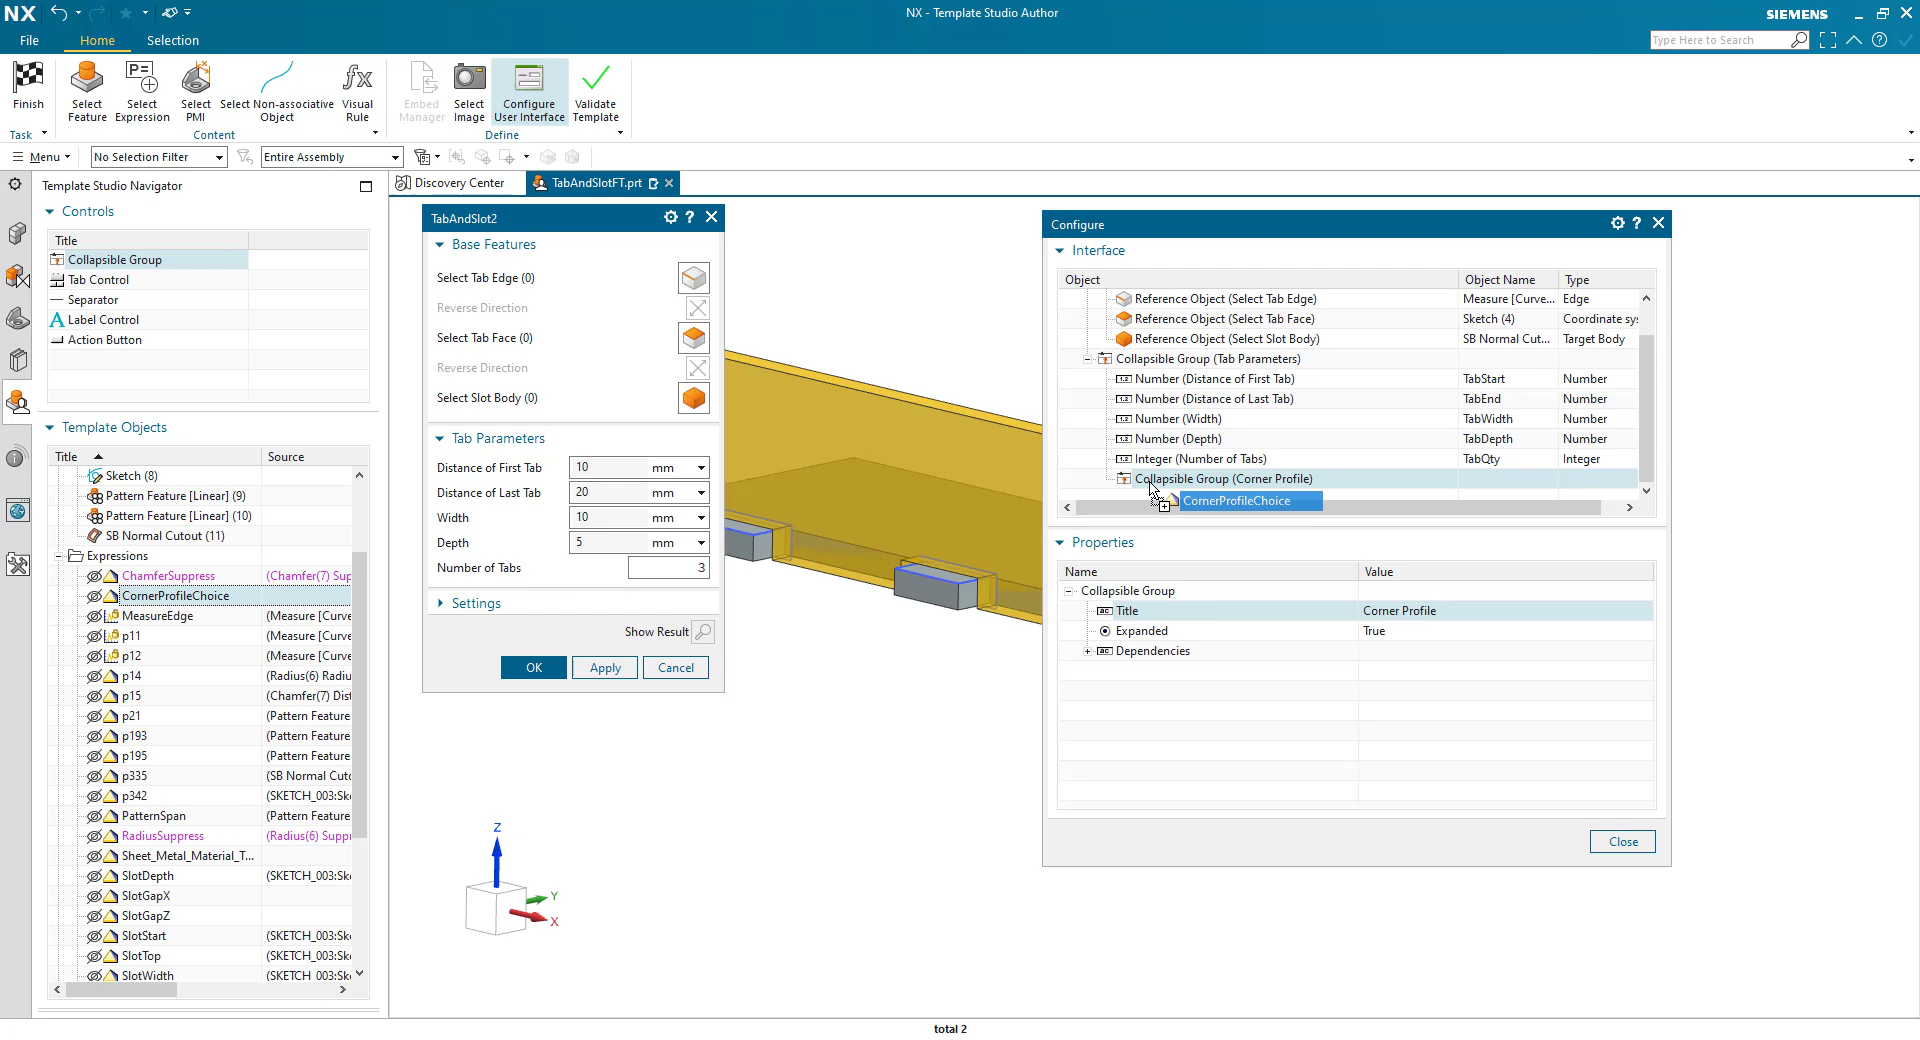 NX
NX - Template Studio Author
SIEMENS
File
Home
Selection
Type Here to Search
Finish
Select Feature
Select Expression
Select PMI
Select Non-associative Object
Visual Rule
Embed Manager
Select Image
Configure User Interface
Validate Template
Task
Content
Define
Menu
No Selection Filter
Entire Assembly
Template Studio Navigator
Controls
Title
Collapsible Group
Tab Control
Separator
Label Control
Action Button
Template Objects
Title
Source
Sketch (8)
Pattern Feature [Linear] (9)
Pattern Feature [Linear] (10)
SB Normal Cutout (11)
Expressions
ChamferSuppress (Chamfer(7) Sup
CornerProfileChoice
MeasureEdge (Measure [Curve
p11 (Measure [Curve
p12 (Measure [Curve
p14 (Radius(6) Radiu
p15 (Chamfer(7) Dist
p21 (Pattern Feature
p193 (Pattern Feature
p195 (Pattern Feature
p335 (SB Normal Cuto
p342 (SKETCH_003:Ske
PatternSpan (Pattern Feature
RadiusSuppress (Radius(6) Suppr
Sheet_Metal_Material_T...
SlotDepth (SKETCH_003:Ske
SlotGapX
SlotGapZ
SlotStart (SKETCH_003:Ske
SlotTop (SKETCH_003:Ske
SlotWidth (SKETCH 003:Ske
Discovery Center
TabAndSlotFT.prt
TabAndSlot2
Base Features
Select Tab Edge (0)
Reverse Direction
Select Tab Face (0)
Reverse Direction
Select Slot Body (0)
Tab Parameters
Distance of First Tab 10 mm
Distance of Last Tab 20 mm
Width 10 mm
Depth 5 mm
Number of Tabs 3
Settings
Show Result
OK
Apply
Cancel
Z
Y
X
Configure
Interface
Object
Object Name
Type
Reference Object (Select Tab Edge) Measure [Curve... Edge
Reference Object (Select Tab Face) Sketch (4) Coordinate sy
Reference Object (Select Slot Body) SB Normal Cut... Target Body
Collapsible Group (Tab Parameters)
Number (Distance of First Tab) TabStart Number
Number (Distance of Last Tab) TabEnd Number
Number (Width) TabWidth Number
Number (Depth) TabDepth Number
Integer (Number of Tabs) TabQty Integer
Collapsible Group (Corner Profile)
CornerProfileChoice
Properties
Name
Value
Collapsible Group
Title Corner Profile
Expanded True
Dependencies
Close
total 2